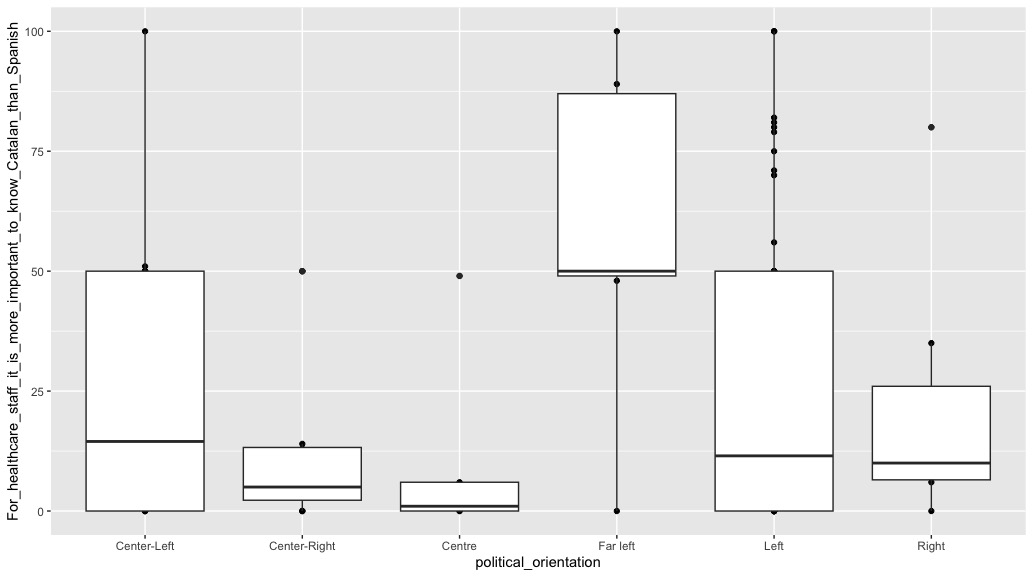 For_healthcare_staff_it_is_more_important_to_know_Catalan_than_Spanish
100
75
50
25
0
Center-Left Center-Right Centre Far left Left Right
political_orientation